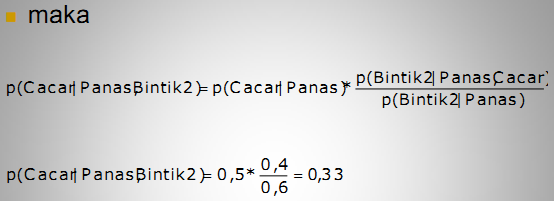 maka
p(Cacar| Panas,Bintik2)= p(Cacar| Panas)* p(Bintik2| Panas,Cacar) / p(Bintik2| Panas)
p(Cacar| Panas,Bintik2)= 0,5* 0,4 / 0,6 = 0,33